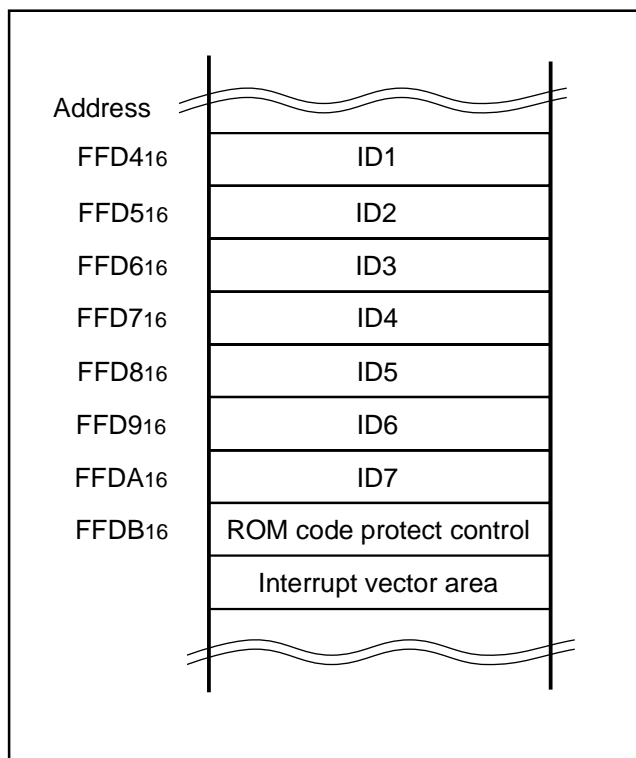 Address
FFD416 ID1
FFD516 ID2
FFD616 ID3
FFD716 ID4
FFD816 ID5
FFD916 ID6
FFDA16 ID7
FFDB16 ROM code protect control
Interrupt vector area